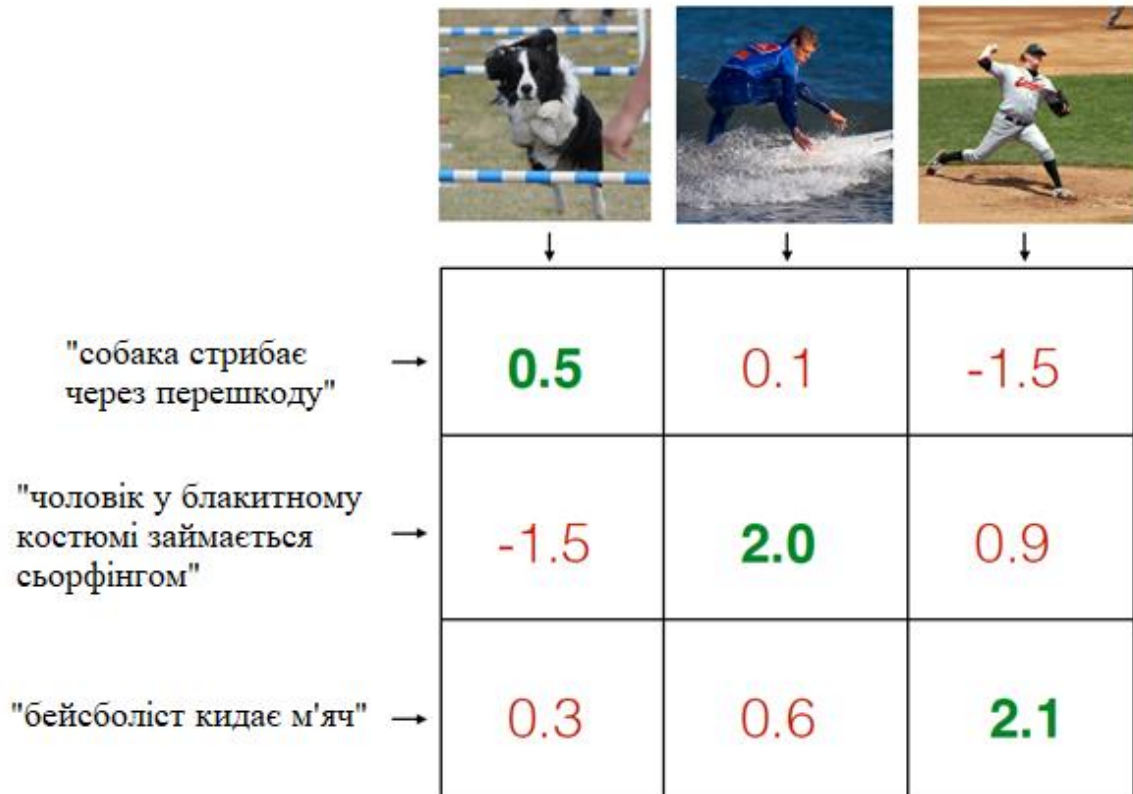 "собака стрибає
через перешкоду"
0.5 0.1 -1.5
"чоловік у блакитному
костюмі займається
сьорфінгом"
-1.5 2.0 0.9
"бейсболіст кидає м'яч"
0.3 0.6 2.1